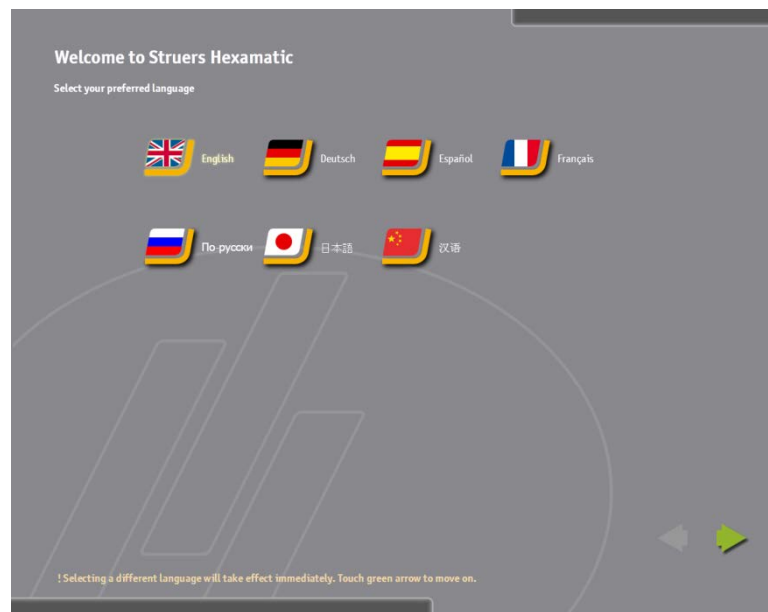 Welcome to Struers Hexamatic
Select your preferred language
English Deutsch Español Français
По-русски 日本語 汉语
! Selecting a different language will take effect immediately. Touch green arrow to move on.